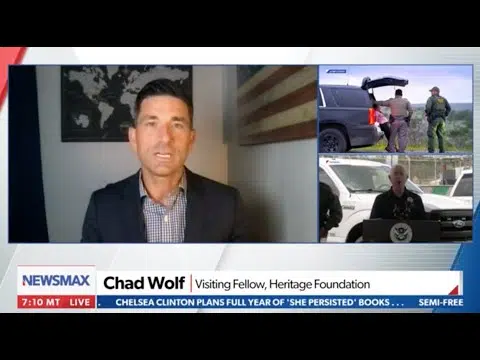 NEWSMAX
Chad Wolf | Visiting Fellow, Heritage Foundation
7:10 MT LIVE
CHELSEA CLINTON PLANS FULL YEAR OF 'SHE PERSISTED' BOOKS . . .
SEMI-FREE